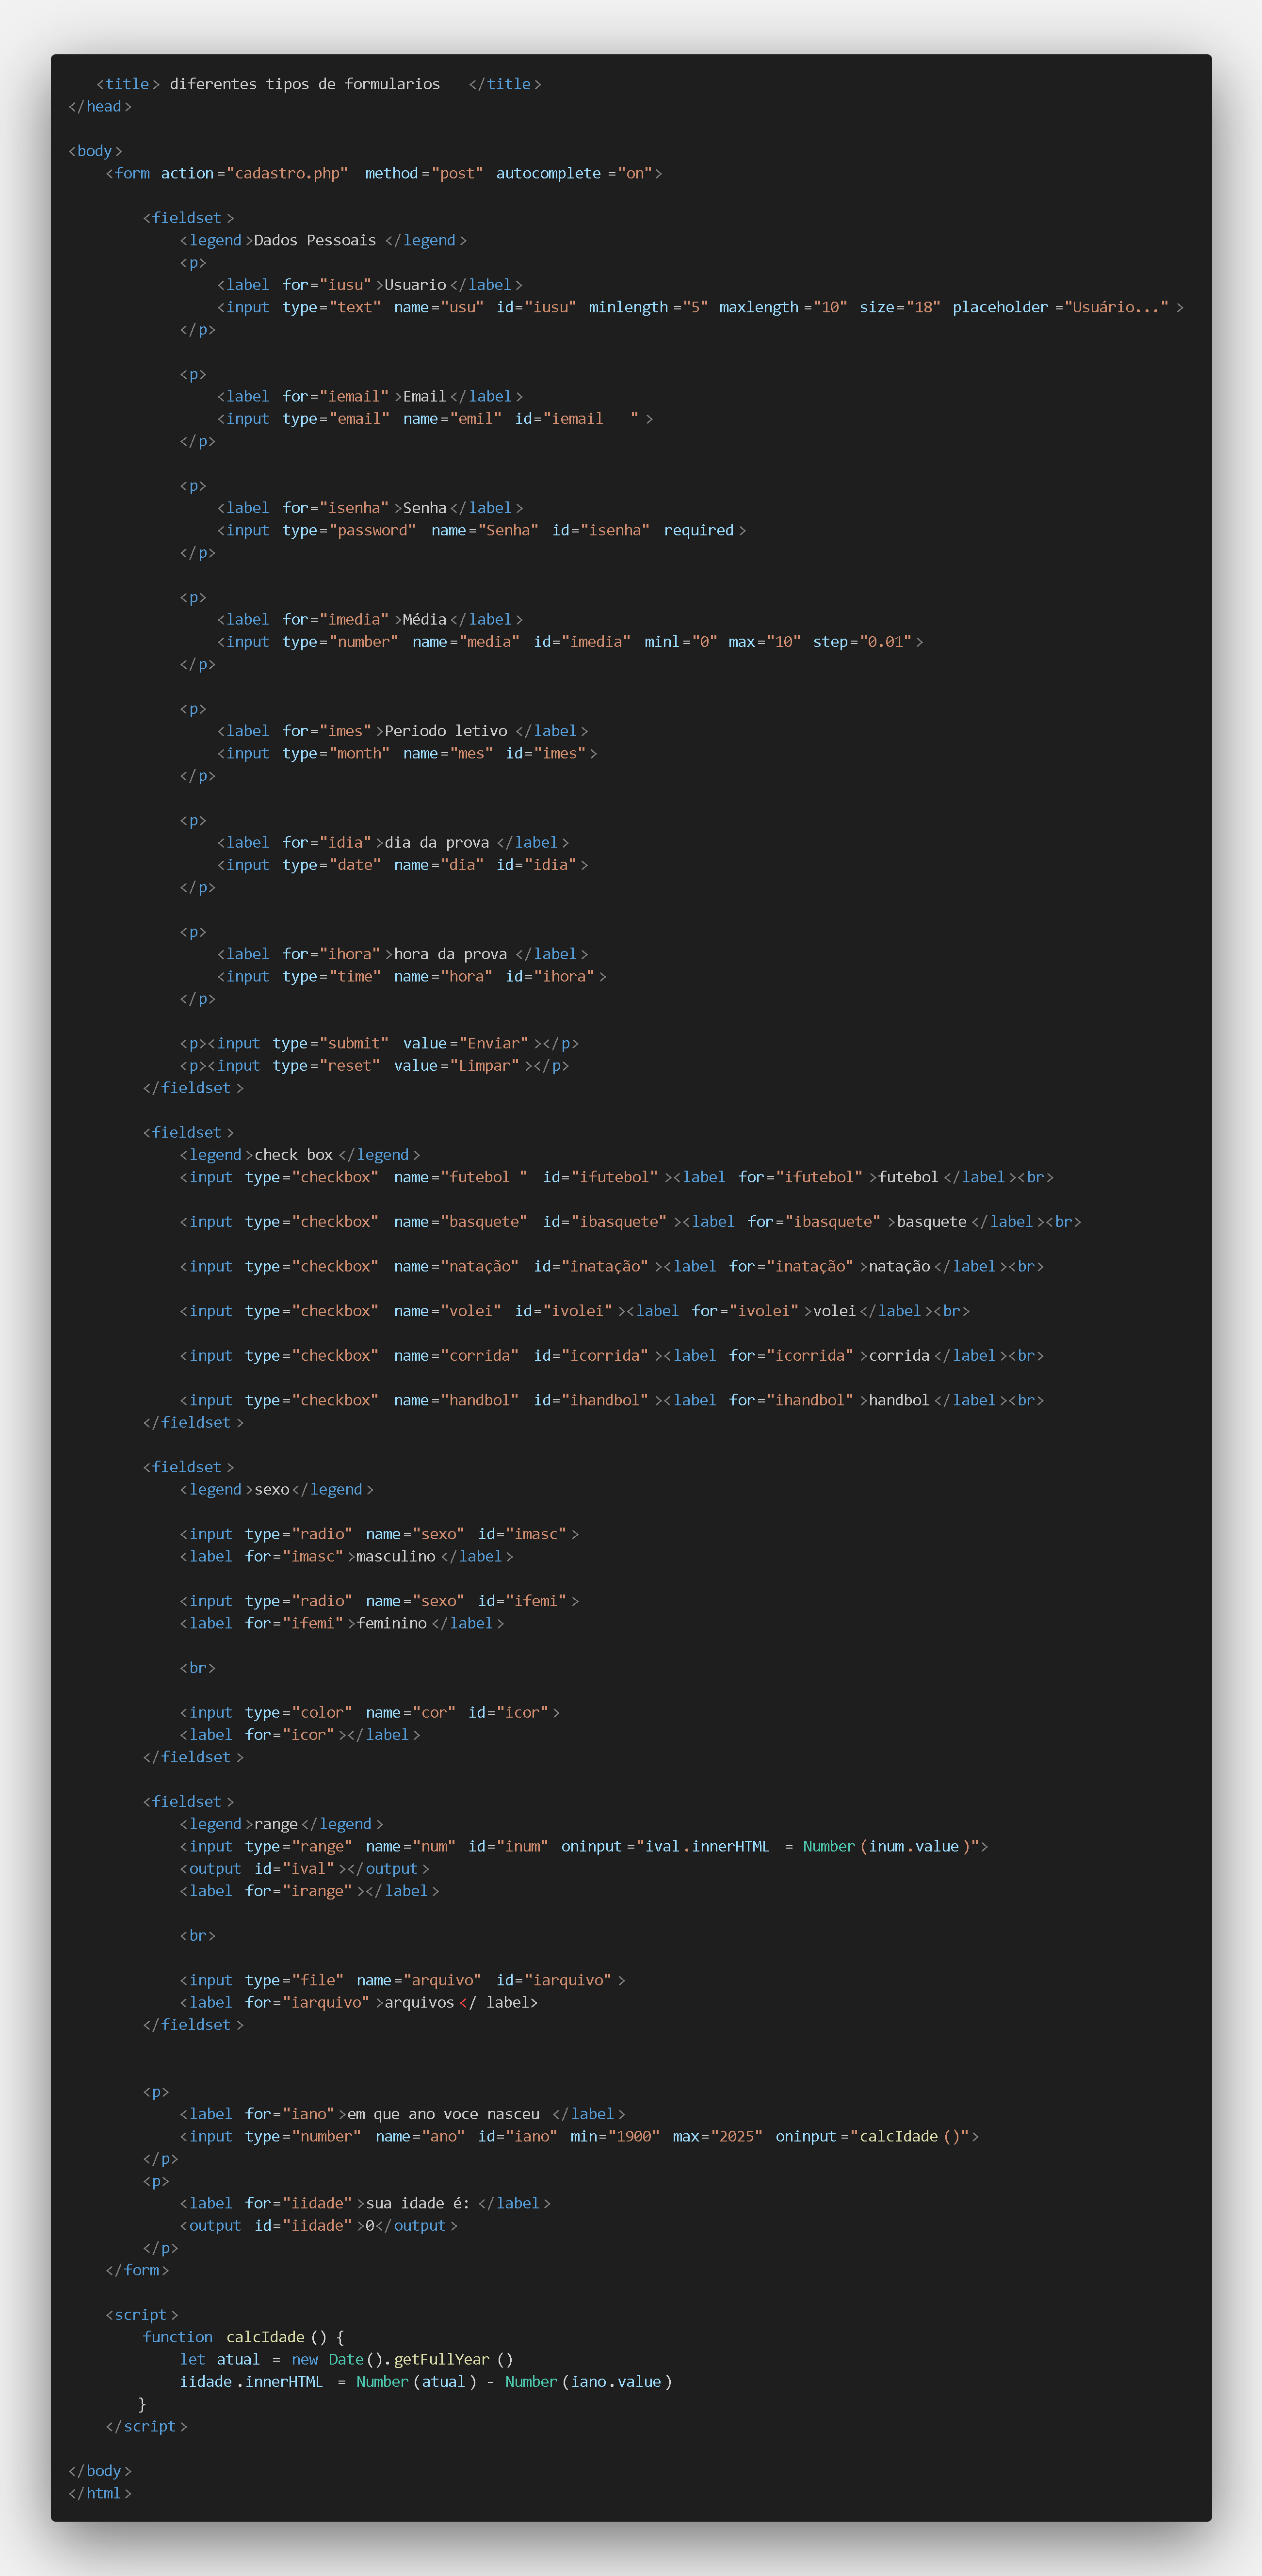 <title> diferentes tipos de formularios </title>
</head>
<body>
<form action="cadastro.php" method="post" autocomplete="on">
<fieldset>
<legend>Dados Pessoais</legend>
<p>
<label for="iusu">Usuario</label>
<input type="text" name="usu" id="iusu" minlength="5" maxlength="10" size="18" placeholder="Usuário...">
</p>
<p>
<label for="iemail">Email</label>
<input type="email" name="emil" id="iemail  ">
</p>
<p>
<label for="isenha">Senha</label>
<input type="password" name="Senha" id="isenha" required>
</p>
<p>
<label for="imedia">Média</label>
<input type="number" name="media" id="imedia" minl="0" max="10" step="0.01">
</p>
<p>
<label for="imes">Periodo letivo</label>
<input type="month" name="mes" id="imes">
</p>
<p>
<label for="idia">dia da prova</label>
<input type="date" name="dia" id="idia">
</p>
<p>
<label for="ihora">hora da prova</label>
<input type="time" name="hora" id="ihora">
</p>
<p><input type="submit" value="Enviar"></p>
<p><input type="reset" value="Limpar"></p>
</fieldset>
<fieldset>
<legend>check box</legend>
<input type="checkbox" name="futebol " id="ifutebol"><label for="ifutebol">futebol</label><br>
<input type="checkbox" name="basquete" id="ibasquete"><label for="ibasquete">basquete</label><br>
<input type="checkbox" name="natação" id="inatação"><label for="inatação">natação</label><br>
<input type="checkbox" name="volei" id="ivolei"><label for="ivolei">volei</label><br>
<input type="checkbox" name="corrida" id="icorrida"><label for="icorrida">corrida</label><br>
<input type="checkbox" name="handbol" id="ihandbol"><label for="ihandbol">handbol</label><br>
</fieldset>
<fieldset>
<legend>sexo</legend>
<input type="radio" name="sexo" id="imasc">
<label for="imasc">masculino</label>
<input type="radio" name="sexo" id="ifemi">
<label for="ifemi">feminino</label>
<br>
<input type="color" name="cor" id="icor">
<label for="icor"></label>
</fieldset>
<fieldset>
<legend>range</legend>
<input type="range" name="num" id="inum" oninput="ival.innerHTML = Number(inum.value)">
<output id="ival"></output>
<label for="irange"></label>
<br>
<input type="file" name="arquivo" id="iarquivo">
<label for="iarquivo">arquivos</ label>
</fieldset>
<p>
<label for="iano">em que ano voce nasceu </label>
<input type="number" name="ano" id="iano" min="1900" max="2025" oninput="calcIdade()">
</p>
<p>
<label for="iidade">sua idade é:</label>
<output id="iidade">0</output>
</p>
</form>
<script>
function calcIdade() {
let atual = new Date().getFullYear()
iidade.innerHTML = Number(atual) - Number(iano.value)
}
</script>
</body>
</html>